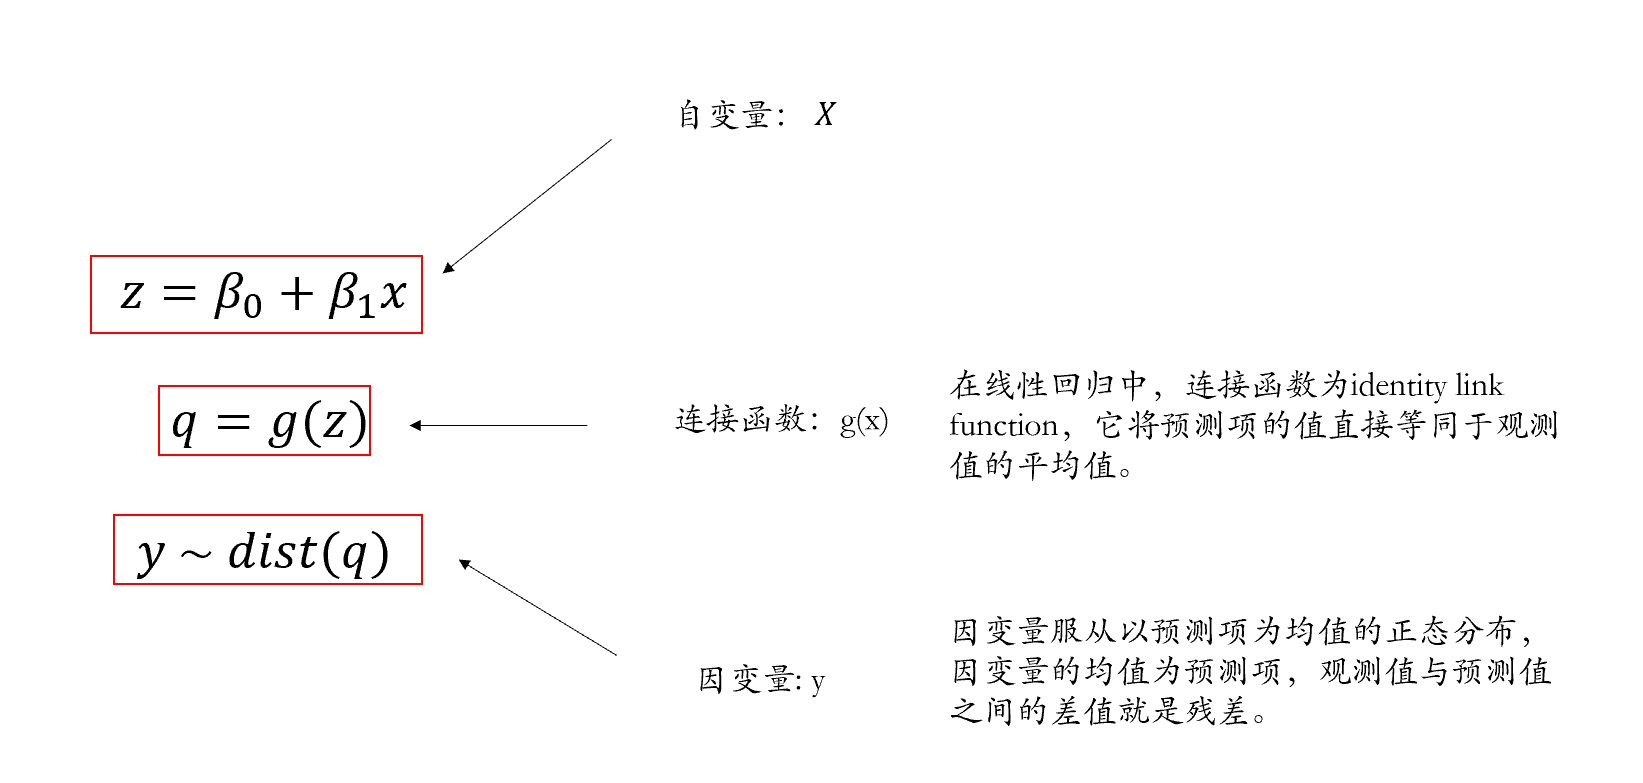 自变量： X
z = β₀ + β₁x
q = g(z)
连接函数：g(x)
在线性回归中，连接函数为identity link
function，它将预测项的值直接等同于观测
值的平均值。
y ~ dist(q)
因变量: y
因变量服从以预测项为均值的正态分布，
因变量的均值为预测项，观测值与预测值
之间的差值就是残差。